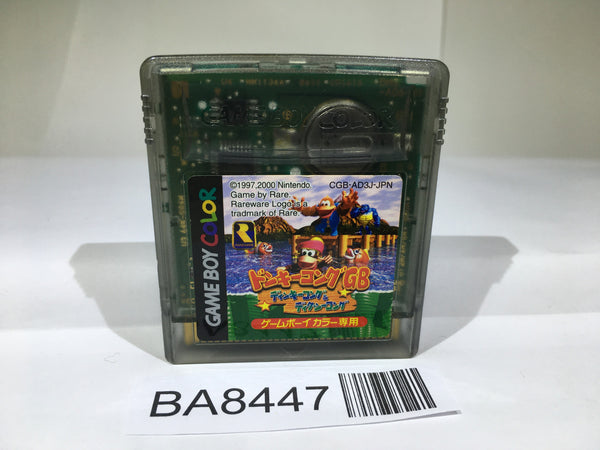 GAME BOY COLOR
©1997,2000 Nintendo.
CGB-AD3J-JPN
Game by Rare.
Rareware Logo is a
trademark of Rare.
GAME BOY COLOR
R
ドンキーコングGB
ディンキーコング&
ディクシーコング
ゲームボーイカラー専用
BA8447